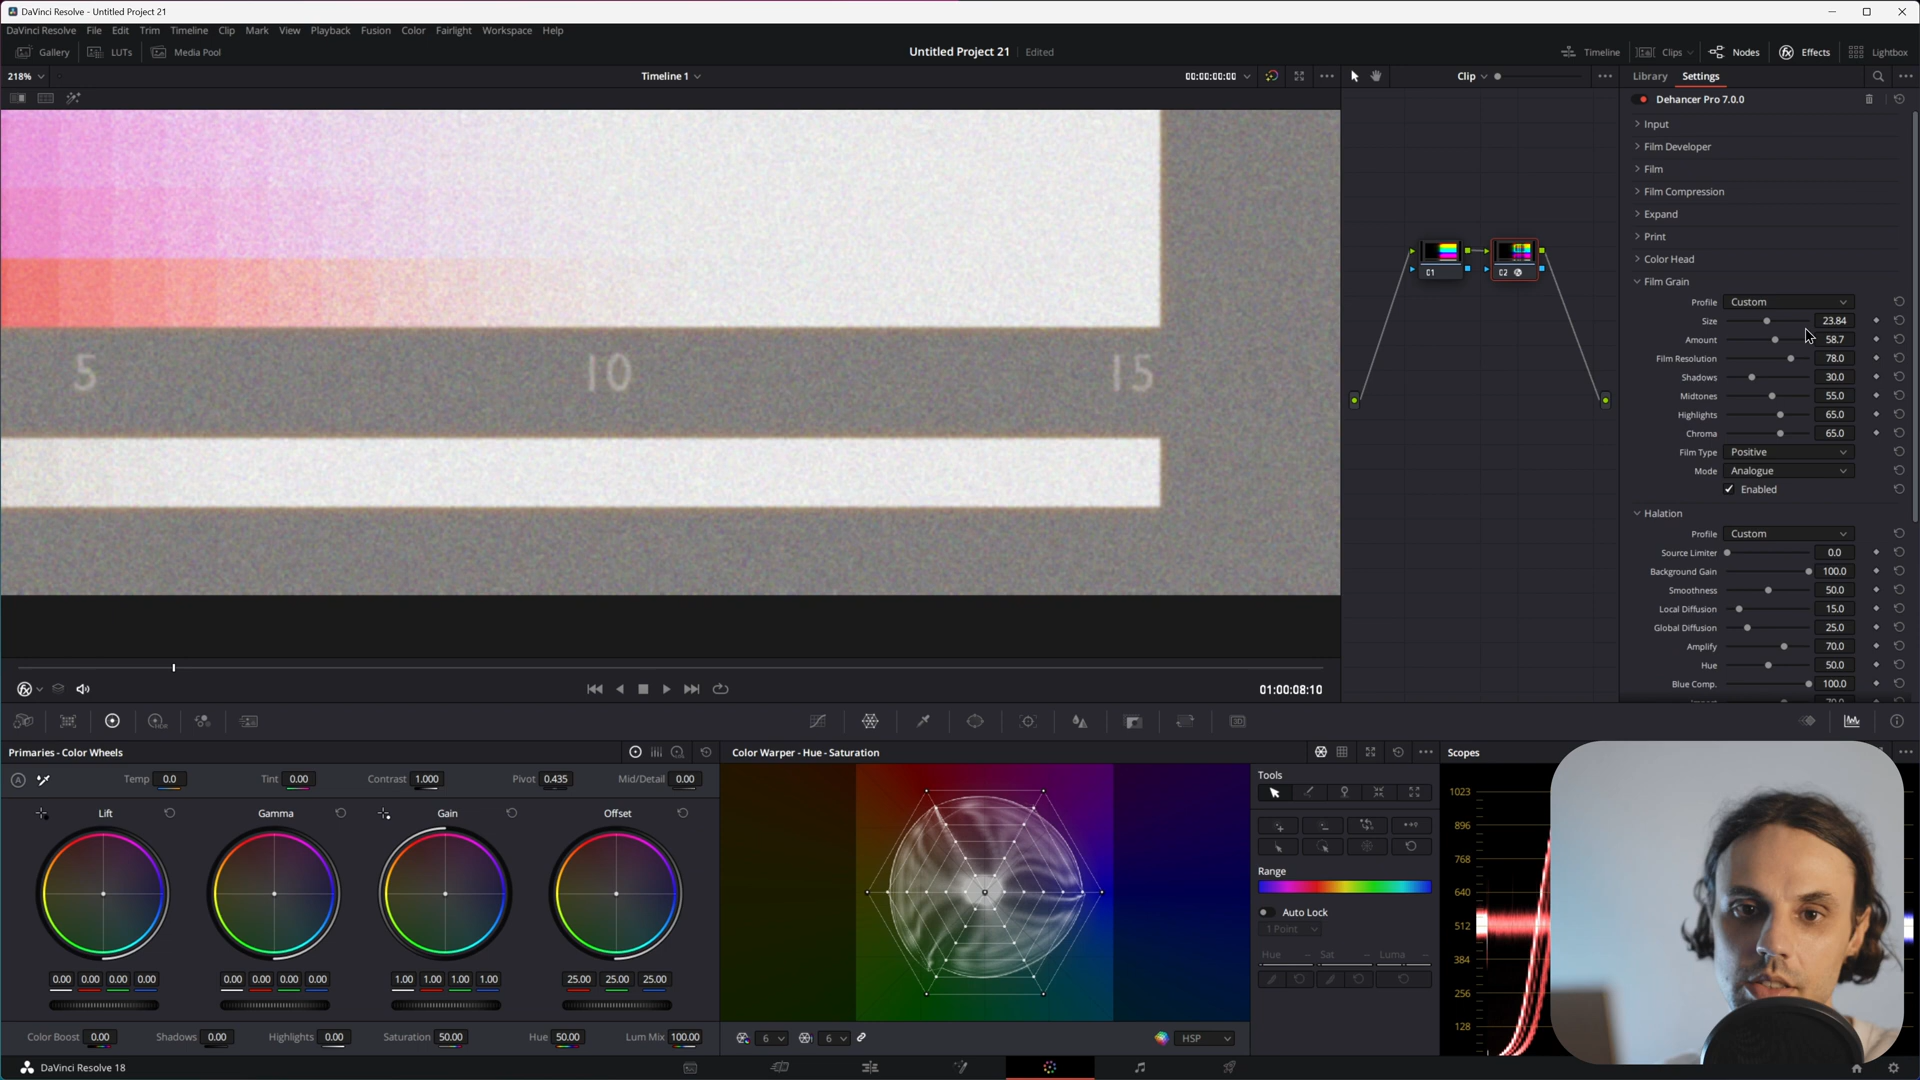 DaVinci Resolve - Untitled Project 21
DaVinci Resolve File Edit Trim Timeline Clip Mark View Playback Fusion Color Fairlight Workspace Help
Gallery LUTs Media Pool Untitled Project 21 Edited Timeline Clips Nodes Effects Lightbox
218% Timeline 1 00:00:00:00 Clip Library Settings
Dehancer Pro 7.0.0
Input
Film Developer
Film
Film Compression
Expand
Print
Color Head
Film Grain
Profile Custom
Size 23.84
Amount 58.7
Film Resolution 78.0
Shadows 30.0
Midtones 55.0
Highlights 65.0
Chroma 65.0
Film Type Positive
Mode Analogue
Enabled
Halation
Profile Custom
Source Limiter 0.0
Background Gain 100.0
Smoothness 50.0
Local Diffusion 15.0
Global Diffusion 25.0
Amplify 70.0
Hue 50.0
Blue Comp. 100.0
01 02
5 10 15
01:00:08:10
Primaries - Color Wheels
Temp 0.0 Tint 0.00 Contrast 1.000 Pivot 0.435 Mid/Detail 0.00
Lift Gamma Gain Offset
0.00 0.00 0.00 0.00 0.00 0.00 0.00 0.00 1.00 1.00 1.00 1.00 25.00 25.00 25.00
Color Boost 0.00 Shadows 0.00 Highlights 0.00 Saturation 50.00 Hue 50.00 Lum Mix 100.00
Color Warper - Hue - Saturation
6 6 HSP
Tools
Range
Auto Lock
1 Point
Hue Sat Luma
Scopes
1023
896
768
640
512
384
256
128
DaVinci Resolve 18